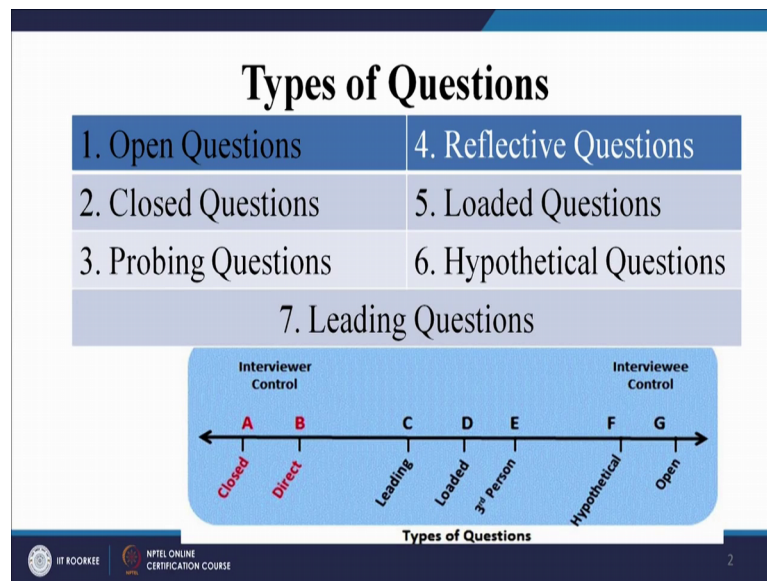 Types of Questions
1. Open Questions
4. Reflective Questions
2. Closed Questions
5. Loaded Questions
3. Probing Questions
6. Hypothetical Questions
7. Leading Questions
Interviewer
Control
Interviewee
Control
A
B
C
D
E
F
G
Closed
Direct
Leading
Loaded
3rd Person
Hypothetical
Open
Types of Questions
IIT ROORKEE
NPTEL
NPTEL ONLINE
CERTIFICATION COURSE
2